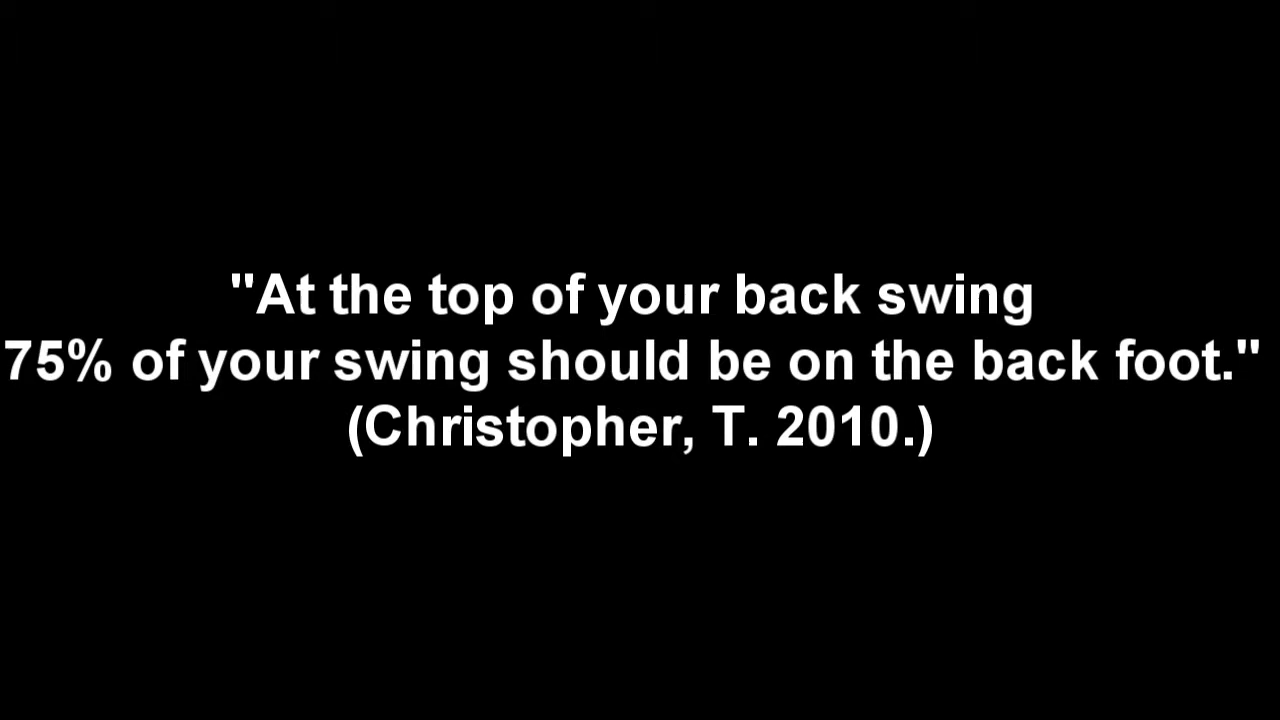 "At the top of your back swing
75% of your swing should be on the back foot."
(Christopher, T. 2010.)